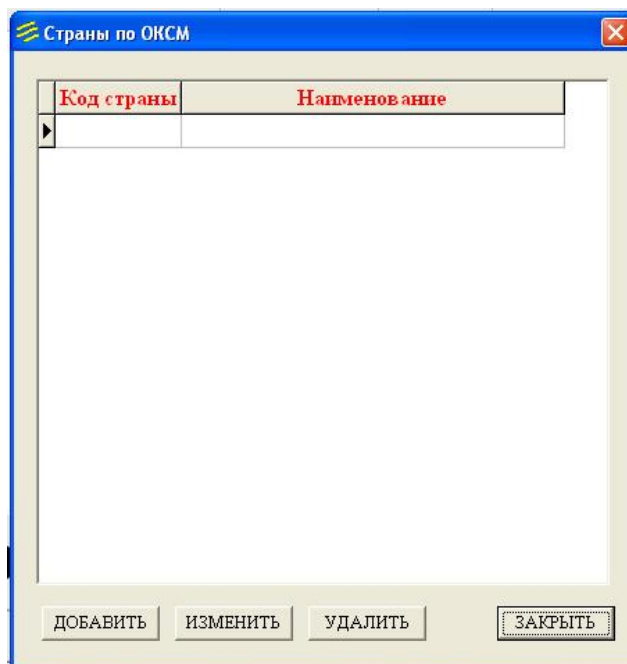 Страны по ОКСМ
Код страны Наименование
ДОБАВИТЬ ИЗМЕНИТЬ УДАЛИТЬ ЗАКРЫТЬ